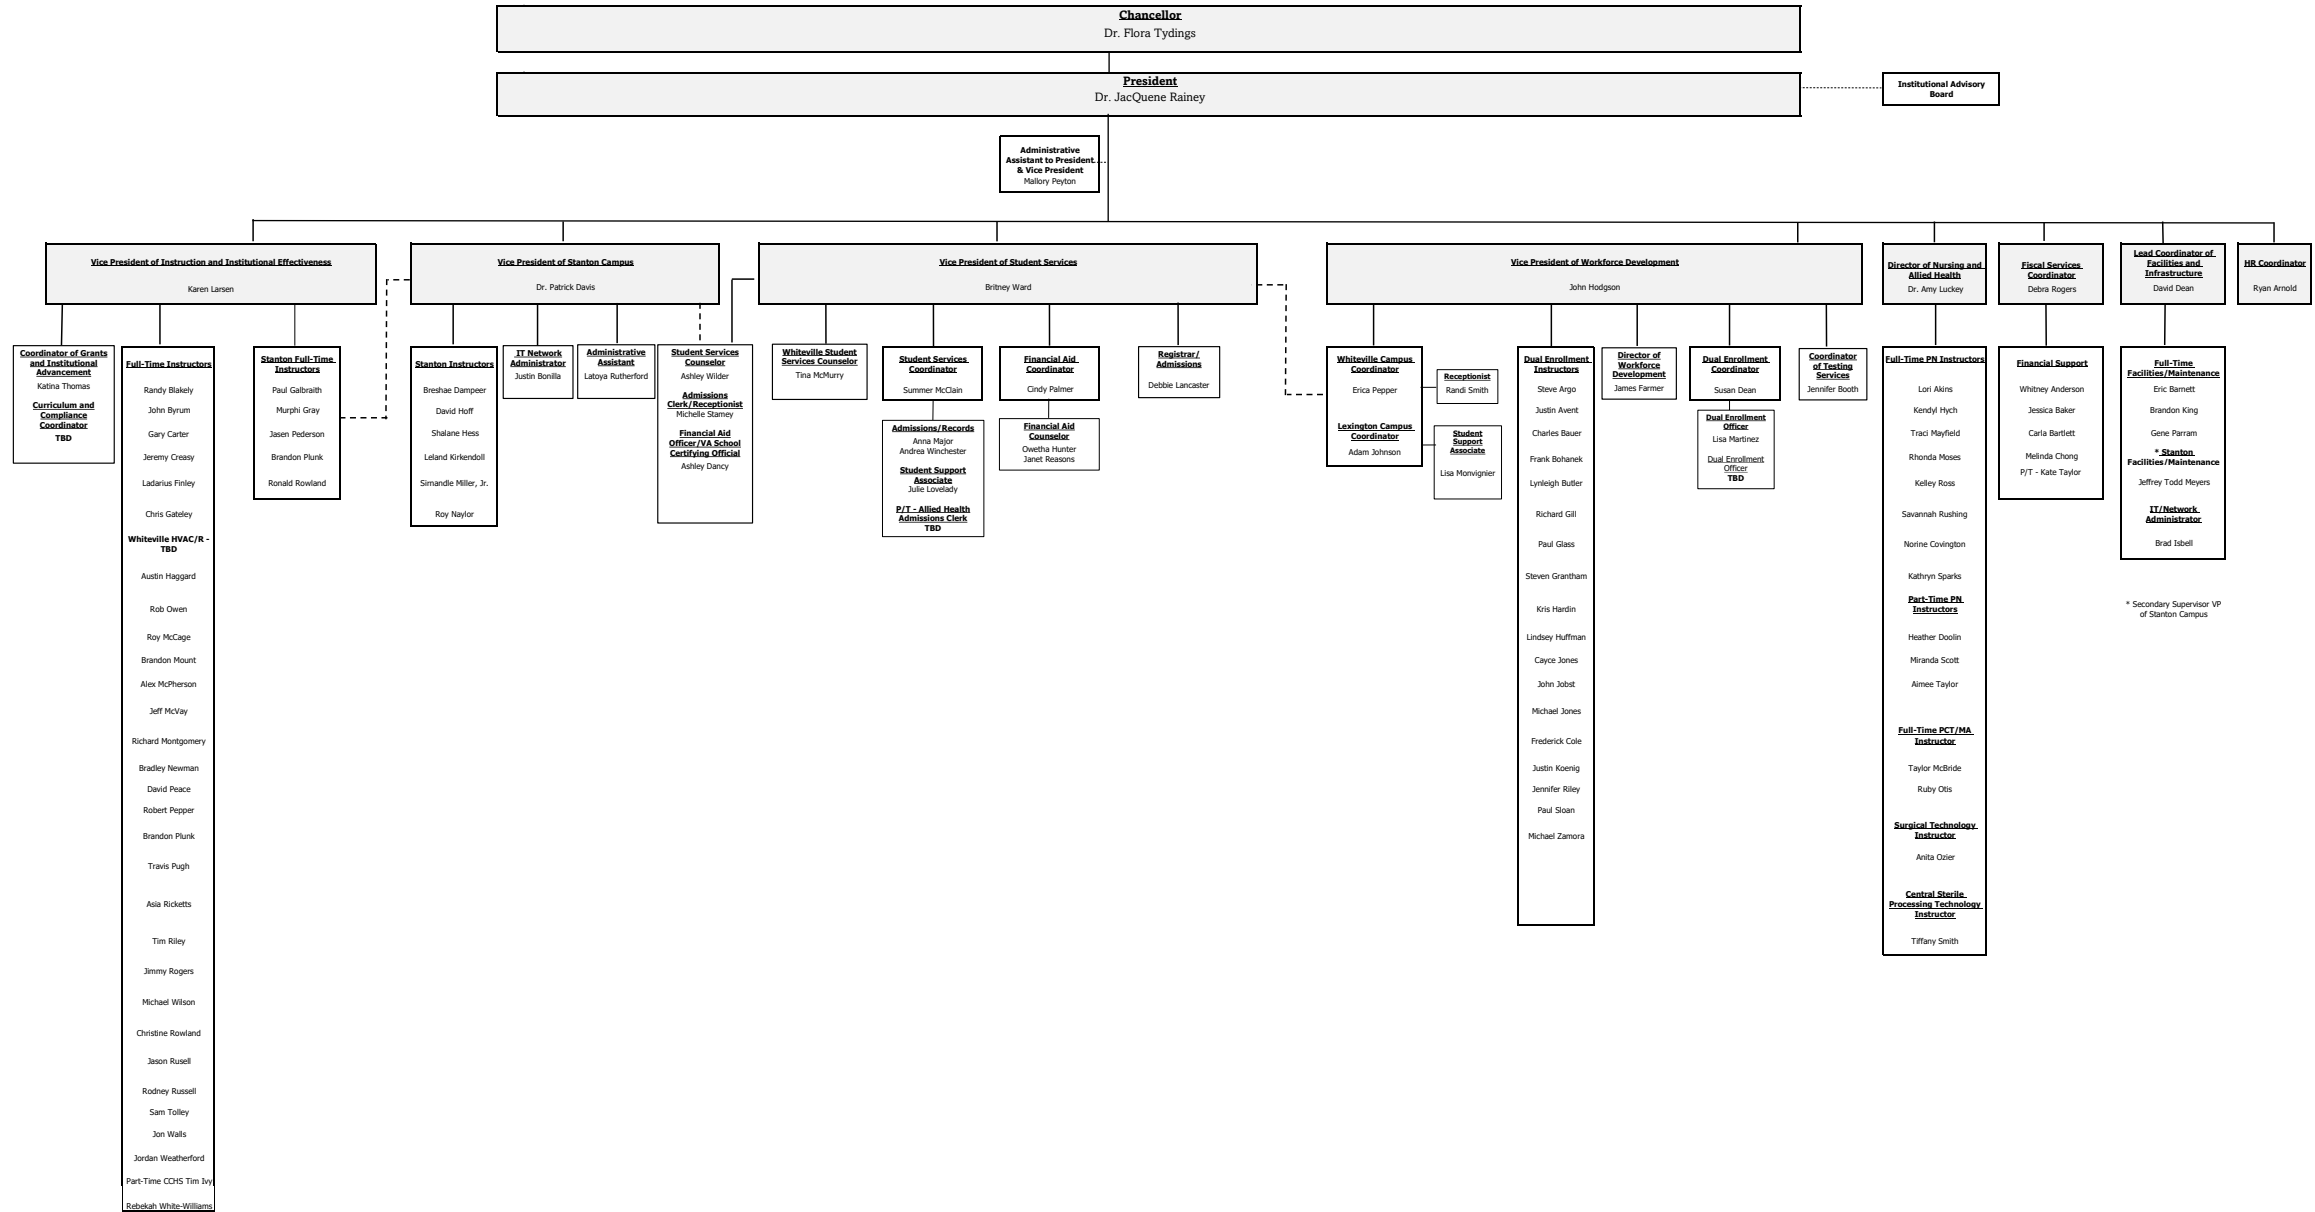 Chancellor
Dr. Flora Tydings
President
Dr. JacQuene Rainey
Institutional Advisory
Board
Administrative
Assistant to President
& Vice President
Mallory Peyton
Vice President of Instruction and Institutional Effectiveness
Karen Larsen
Vice President of Stanton Campus
Dr. Patrick Davis
Vice President of Student Services
Britney Ward
Vice President of Workforce Development
John Hodgson
Director of Nursing and
Allied Health
Dr. Amy Luckey
Fiscal Services
Coordinator
Debra Rogers
Lead Coordinator of
Facilities and
Infrastructure
David Dean
HR Coordinator
Ryan Arnold
Coordinator of Grants
and Institutional
Advancement
Katina Thomas
Curriculum and
Compliance
Coordinator
TBD
Full-Time Instructors
Randy Blakely
John Byrum
Gary Carter
Jeremy Creasy
Ladarius Finley
Chris Gateley
Whiteville HVAC/R -
TBD
Austin Haggard
Rob Owen
Roy McCage
Brandon Mount
Alex McPherson
Jeff McVay
Richard Montgomery
Bradley Newman
David Peace
Robert Pepper
Brandon Plunk
Travis Pugh
Asia Ricketts
Tim Riley
Jimmy Rogers
Michael Wilson
Christine Rowland
Jason Rusell
Rodney Russell
Sam Tolley
Jon Walls
Jordan Weatherford
Part-Time CCHS Tim Ivy
Rebekah White-Williams
Stanton Full-Time
Instructors
Paul Galbraith
Murphi Gray
Jasen Pederson
Brandon Plunk
Ronald Rowland
Stanton Instructors
Breshae Dampeer
David Hoff
Shalane Hess
Leland Kirkendoll
Simandle Miller, Jr.
Roy Naylor
IT Network
Administrator
Justin Bonilla
Administrative
Assistant
Latoya Rutherford
Student Services
Counselor
Ashley Wilder
Admissions
Clerk/Receptionist
Michelle Stamey
Financial Aid
Officer/VA School
Certifying Official
Ashley Dancy
Whiteville Student
Services Counselor
Tina McMurry
Student Services
Coordinator
Summer McClain
Admissions/Records
Anna Major
Andrea Winchester
Student Support
Associate
Julie Lovelady
P/T - Allied Health
Admissions Clerk
TBD
Financial Aid
Coordinator
Cindy Palmer
Financial Aid
Counselor
Owetha Hunter
Janet Reasons
Registrar/
Admissions
Debbie Lancaster
Whiteville Campus
Coordinator
Erica Pepper
Lexington Campus
Coordinator
Adam Johnson
Receptionist
Randi Smith
Student
Support
Associate
Lisa Monvignier
Dual Enrollment
Instructors
Steve Argo
Justin Avent
Charles Bauer
Frank Bohanek
Lynleigh Butler
Richard Gill
Paul Glass
Steven Grantham
Kris Hardin
Lindsey Huffman
Cayce Jones
John Jobst
Michael Jones
Frederick Cole
Justin Koenig
Jennifer Riley
Paul Sloan
Michael Zamora
Director of
Workforce
Development
James Farmer
Dual Enrollment
Coordinator
Susan Dean
Dual Enrollment
Officer
Lisa Martinez
Dual Enrollment
Officer
TBD
Coordinator
of Testing
Services
Jennifer Booth
Full-Time PN Instructors
Lori Akins
Kendyl Hych
Traci Mayfield
Rhonda Moses
Kelley Ross
Savannah Rushing
Norine Covington
Kathryn Sparks
Part-Time PN
Instructors
Heather Doolin
Miranda Scott
Aimee Taylor
Full-Time PCT/MA
Instructor
Taylor McBride
Ruby Otis
Surgical Technology
Instructor
Anita Ozier
Central Sterile
Processing Technology
Instructor
Tiffany Smith
Financial Support
Whitney Anderson
Jessica Baker
Carla Bartlett
Melinda Chong
P/T - Kate Taylor
Full-Time
Facilities/Maintenance
Eric Barnett
Brandon King
Gene Parram
* Stanton
Facilities/Maintenance
Jeffrey Todd Meyers
IT/Network
Administrator
Brad Isbell
* Secondary Supervisor VP
of Stanton Campus